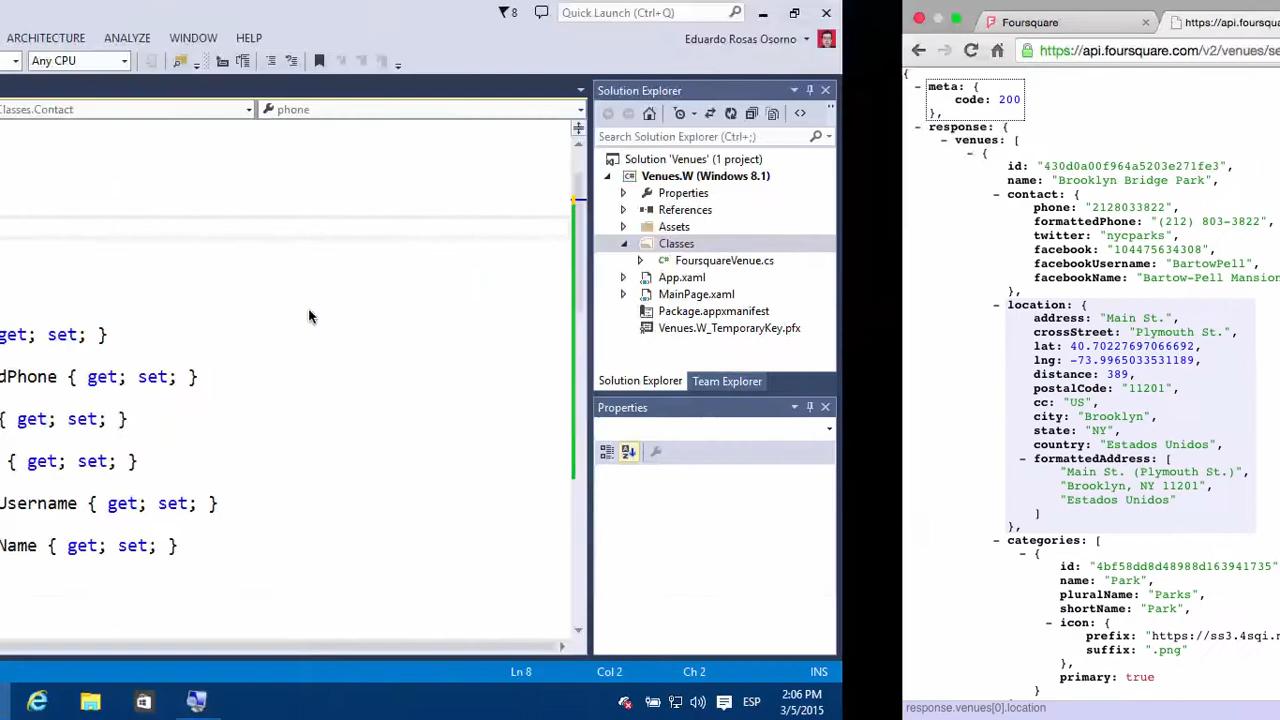 8
Quick Launch (Ctrl+Q)
ARCHITECTURE ANALYZE WINDOW HELP
Eduardo Rosas Osorno
Any CPU
Classes.Contact
phone
get; set; }
dPhone { get; set; }
{ get; set; }
{ get; set; }
Username { get; set; }
Name { get; set; }
Solution Explorer
Search Solution Explorer (Ctrl+;)
Solution 'Venues' (1 project)
Venues.W (Windows 8.1)
Properties
References
Assets
Classes
C# FoursquareVenue.cs
App.xaml
MainPage.xaml
Package.appxmanifest
Venues.W_TemporaryKey.pfx
Solution Explorer Team Explorer
Properties
Ln 8 Col 2 Ch 2 INS
ESP
2:06 PM
3/5/2015
Foursquare
https://api.foursqua
https://api.foursquare.com/v2/venues/se
{
- meta: {
code: 200
},
- response: {
- venues: [
- {
id: "430d0a00f964a5203e271fe3",
name: "Brooklyn Bridge Park",
- contact: {
phone: "2128033822",
formattedPhone: "(212) 803-3822",
twitter: "nycparks",
facebook: "104475634308",
facebookUsername: "BartowPell",
facebookName: "Bartow-Pell Mansion
},
- location: {
address: "Main St.",
crossStreet: "Plymouth St.",
lat: 40.70227697066692,
lng: -73.9965033531189,
distance: 389,
postalCode: "11201",
cc: "US",
city: "Brooklyn",
state: "NY",
country: "Estados Unidos",
- formattedAddress: [
"Main St. (Plymouth St.)",
"Brooklyn, NY 11201",
"Estados Unidos"
]
},
- categories: [
- {
id: "4bf58dd8d48988d163941735"
name: "Park",
pluralName: "Parks",
shortName: "Park",
- icon: {
prefix: "https://ss3.4sqi.n
suffix: ".png"
},
primary: true
}
response.venues[0].location